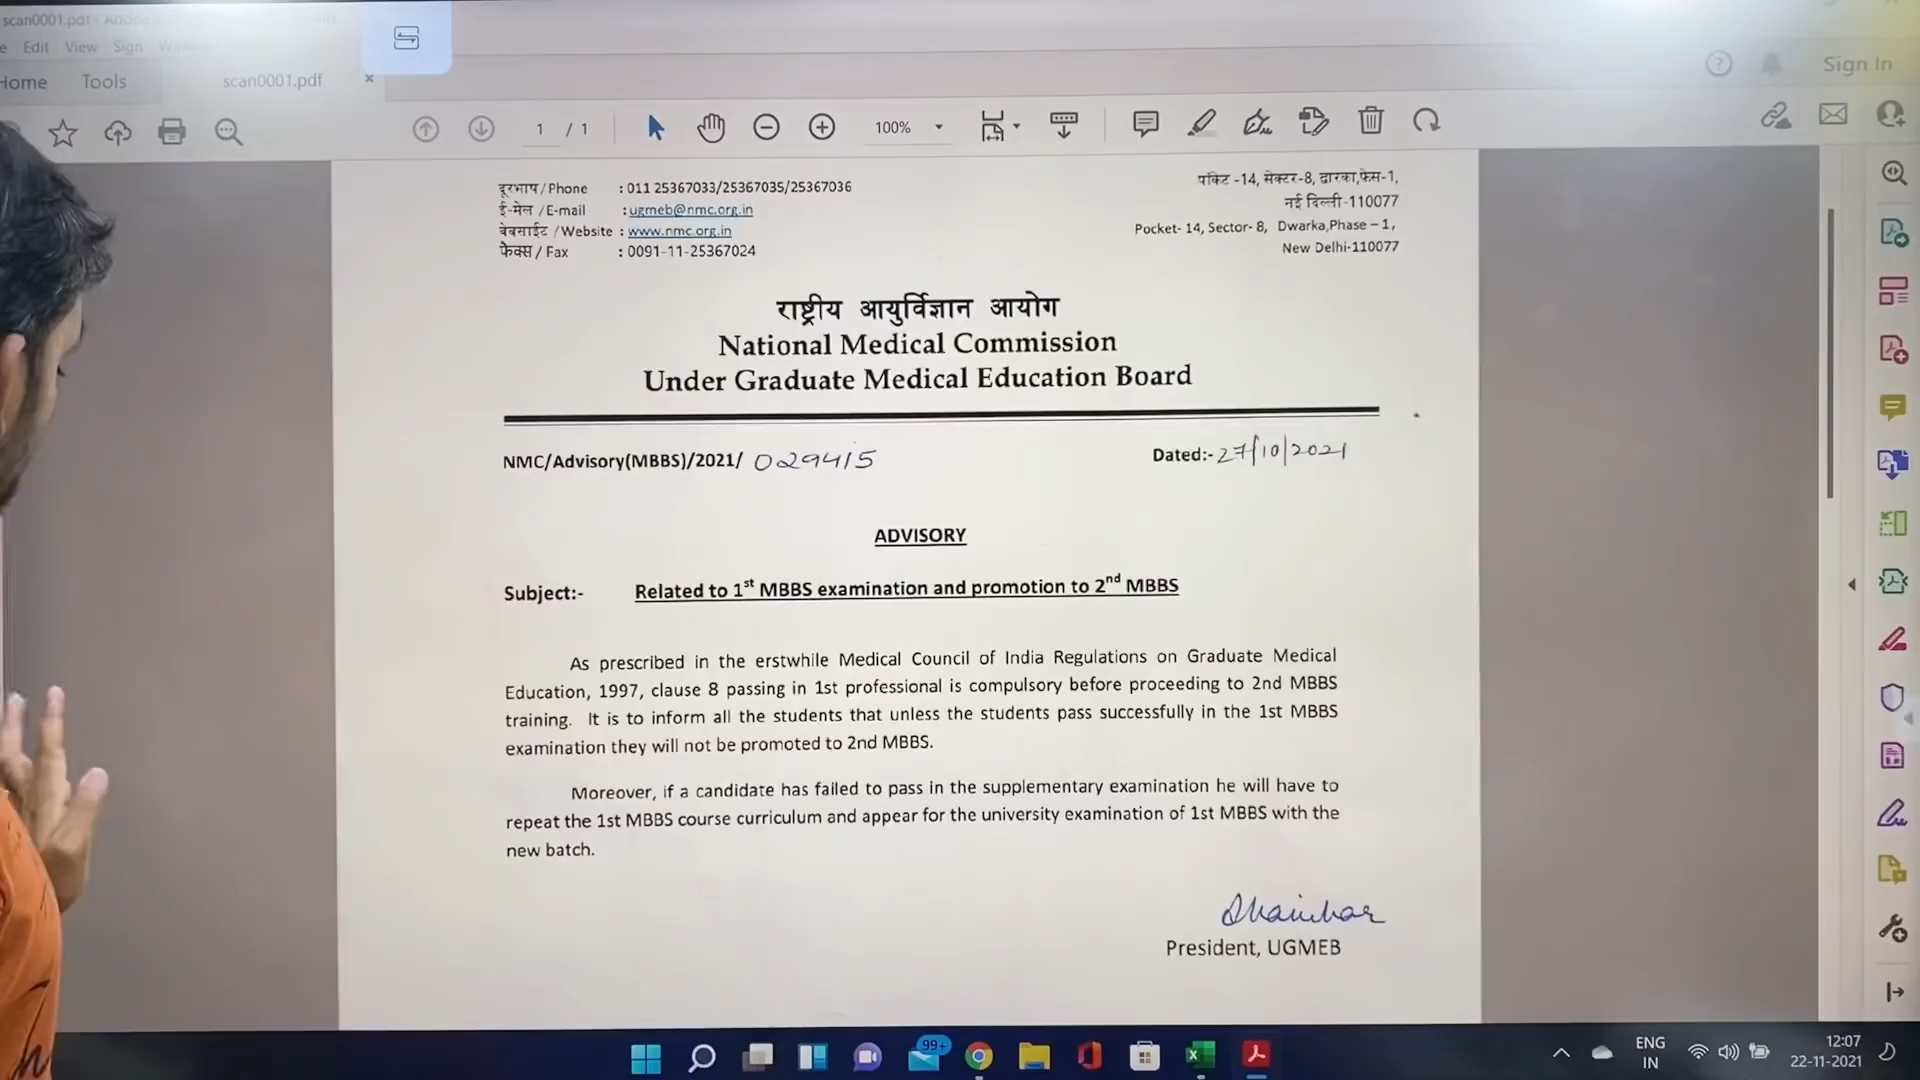 scan0001.pdf - Adobe
Edit View Sign
Home Tools scan0001.pdf ×
Sign In
1 / 1 100%
दूरभाष/Phone : 011 25367033/25367035/25367036
ई-मेल /E-mail : ugmeb@nmc.org.in
वेबसाईट /Website : www.nmc.org.in
फैक्स/ Fax : 0091-11-25367024
पॉकेट -14, सेक्टर-8, द्वारका,फेस-1,
नई दिल्ली-110077
Pocket- 14, Sector- 8, Dwarka,Phase – 1,
New Delhi-110077
राष्ट्रीय आयुर्विज्ञान आयोग
National Medical Commission
Under Graduate Medical Education Board
NMC/Advisory(MBBS)/2021/ 029415 Dated:- 27/10/2021
ADVISORY
Subject:- Related to 1st MBBS examination and promotion to 2nd MBBS
As prescribed in the erstwhile Medical Council of India Regulations on Graduate Medical
Education, 1997, clause 8 passing in 1st professional is compulsory before proceeding to 2nd MBBS
training. It is to inform all the students that unless the students pass successfully in the 1st MBBS
examination they will not be promoted to 2nd MBBS.
Moreover, if a candidate has failed to pass in the supplementary examination he will have to
repeat the 1st MBBS course curriculum and appear for the university examination of 1st MBBS with the
new batch.
President, UGMEB
99+
ENG
IN
12:07
22-11-2021